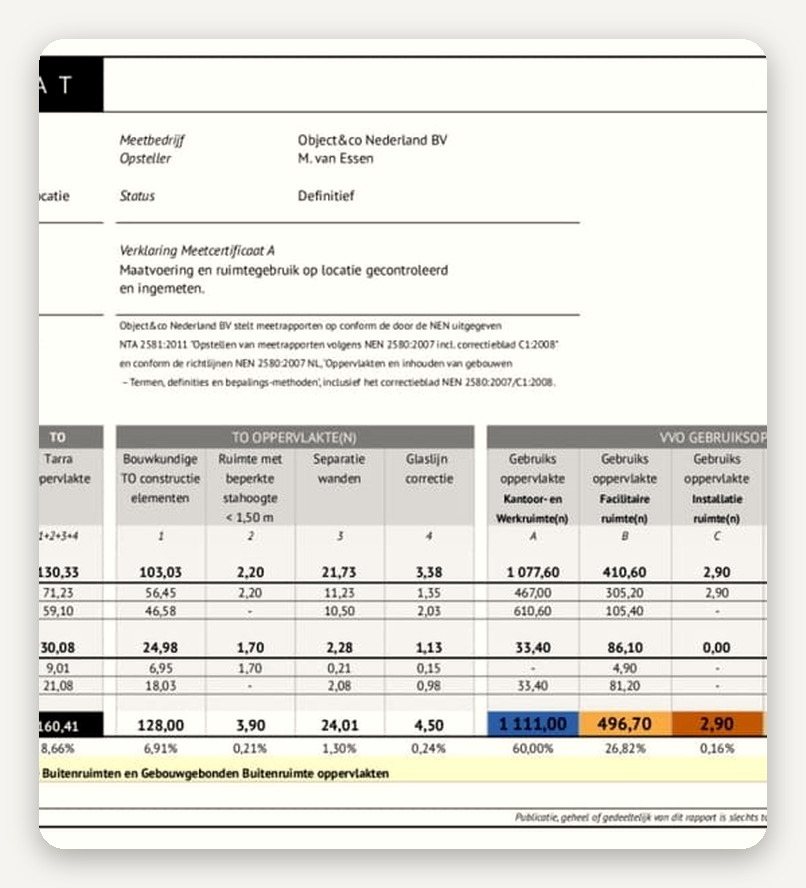 A T
Meetbedrijf Object&co Nederland BV
Opsteller M. van Essen
Status Definitief
Verklaring Meetcertificaat A
Maatvoering en ruimtegebruik op locatie gecontroleerd
en ingemeten.
Object&co Nederland BV stelt meetrapporten op conform de door de NEN uitgegeven
NTA 2581:2011 "Opstellen van meetrapporten volgens NEN 2580:2007 incl. correctieblad C1:2008"
en conform de richtlijnen NEN 2580:2007 NL, 'Oppervlakten en inhouden van gebouwen
– Termen, definities en bepalings-methoden', inclusief het correctieblad NEN 2580:2007/C1:2008.
TO TO OPPERVLAKTE(N) VVO GEBRUIKSOP
Tarra Bouwkundige Ruimte met Separatie Glaslijn Gebruiks Gebruiks Gebruiks
pervlakte TO constructie beperkte wanden correctie oppervlakte oppervlakte oppervlakte
elementen stahoogte Kantoor- en Facilitaire Installatie
< 1,50 m Werkruimte(n) ruimte(n) ruimte(n)
1+2+3+4 1 2 3 4 A B C
130,33 103,03 2,20 21,73 3,38 1 077,60 410,60 2,90
71,23 56,45 2,20 11,23 1,35 467,00 305,20 2,90
59,10 46,58 - 10,50 2,03 610,60 105,40 -
30,08 24,98 1,70 2,28 1,13 33,40 86,10 0,00
9,01 6,95 1,70 0,21 0,15 - 4,90 -
21,08 18,03 - 2,08 0,98 33,40 81,20 -
160,41 128,00 3,90 24,01 4,50 1 111,00 496,70 2,90
8,66% 6,91% 0,21% 1,30% 0,24% 60,00% 26,82% 0,16%
Buitenruimten en Gebouwgebonden Buitenruimte oppervlakten
Publicatie, geheel of gedeeltelijk van dit rapport is slechts